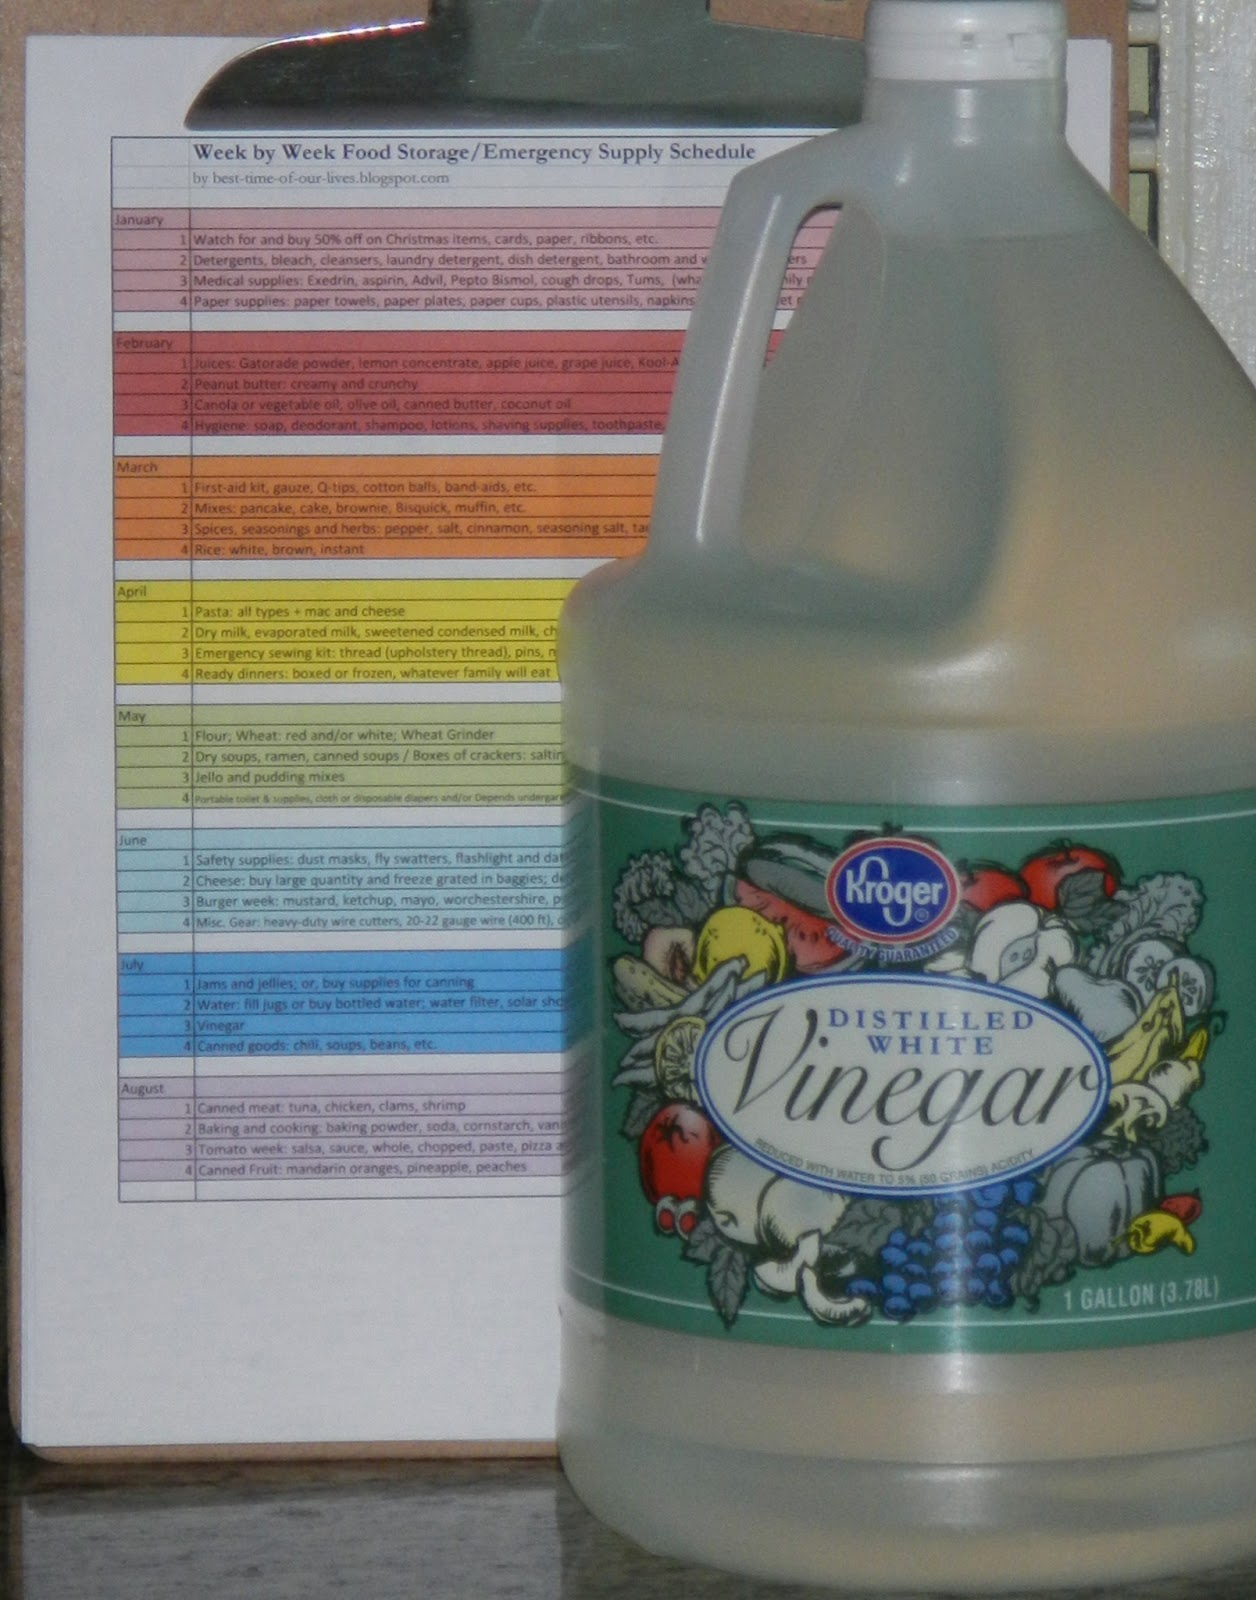 Week by Week Food Storage/Emergency Supply Schedule
by best-time-of-our-lives.blogspot.com
January
1 Watch for and buy 50% off on Christmas items, cards, paper, ribbons, etc.
2 Detergents, bleach, cleansers, laundry detergent, dish detergent, bathroom and
3 Medical supplies: Exedrin, aspirin, Advil, Pepto Bismol, cough drops, Tums,
4 Paper supplies: paper towels, paper plates, paper cups, plastic utensils, napkins
February
1 Juices: Gatorade powder, lemon concentrate, apple juice, grape juice, Kool-A
2 Peanut butter: creamy and crunchy
3 Canola or vegetable oil, olive oil, canned butter, coconut oil
4 Hygiene: soap, deodorant, shampoo, lotions, shaving supplies, toothpaste,
March
1 First-aid kit, gauze, Q-tips, cotton balls, band-aids, etc.
2 Mixes: pancake, cake, brownie, Bisquick, muffin, etc.
3 Spices, seasonings and herbs: pepper, salt, cinnamon, seasoning salt,
4 Rice: white, brown, instant
April
1 Pasta: all types + mac and cheese
2 Dry milk, evaporated milk, sweetened condensed milk, ch
3 Emergency sewing kit: thread (upholstery thread), pins, n
4 Ready dinners: boxed or frozen, whatever family will eat
May
1 Flour; Wheat: red and/or white; Wheat Grinder
2 Dry soups, ramen, canned soups / Boxes of crackers: saltin
3 Jello and pudding mixes
4 Portable toilet & supplies, cloth or disposable diapers and/or Depends undergar
June
1 Safety supplies: dust masks, fly swatters, flashlight and
2 Cheese: buy large quantity and freeze grated in baggies;
3 Burger week: mustard, ketchup, mayo, worchestershire, p
4 Misc. Gear: heavy-duty wire cutters, 20-22 gauge wire (400 ft),
July
1 Jams and jellies; or, buy supplies for canning
2 Water: fill jugs or buy bottled water; water filter, solar
3 Vinegar
4 Canned goods: chili, soups, beans, etc.
August
1 Canned meat: tuna, chicken, clams, shrimp
2 Baking and cooking: baking powder, soda, cornstarch, vani
3 Tomato week: salsa, sauce, whole, chopped, paste, pizza
4 Canned Fruit: mandarin oranges, pineapple, peaches
Kroger
QUALITY GUARANTEED
DISTILLED
WHITE
Vinegar
REDUCED WITH WATER TO 5% (50 GRAINS) ACIDITY
1 GALLON (3.78L)